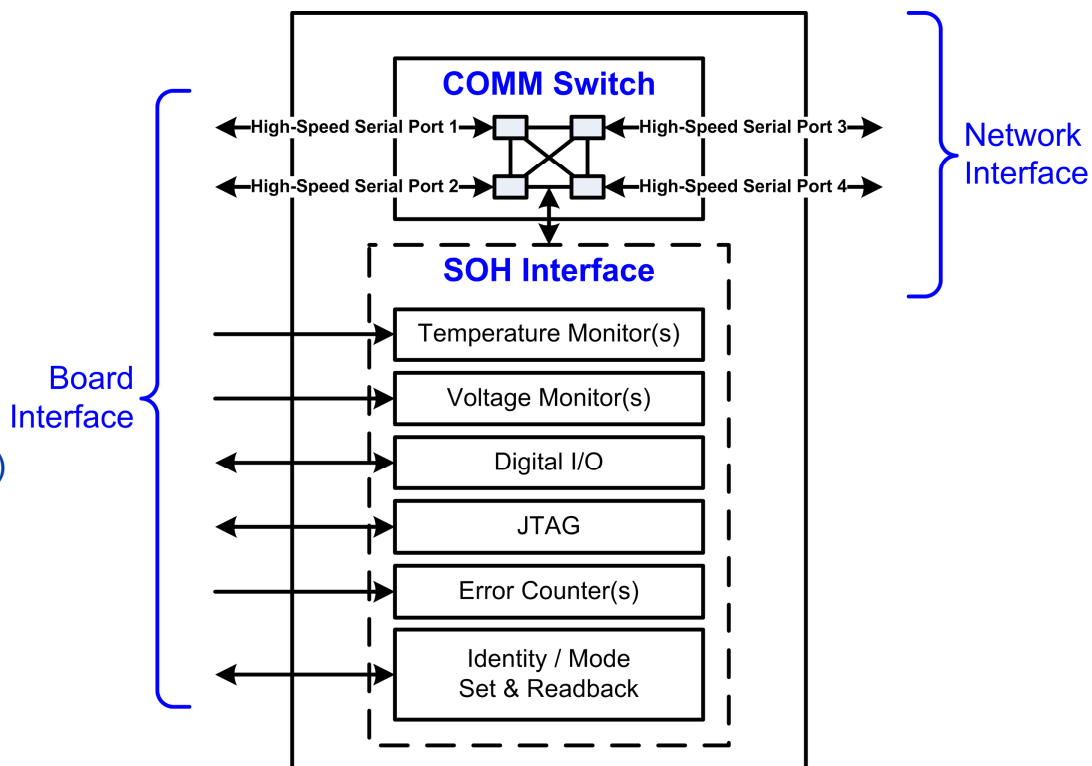 COMM Switch
High-Speed Serial Port 1
High-Speed Serial Port 3
High-Speed Serial Port 2
High-Speed Serial Port 4
Network
Interface
SOH Interface
Temperature Monitor(s)
Voltage Monitor(s)
Board
Interface
)
Digital I/O
JTAG
Error Counter(s)
Identity / Mode
Set & Readback